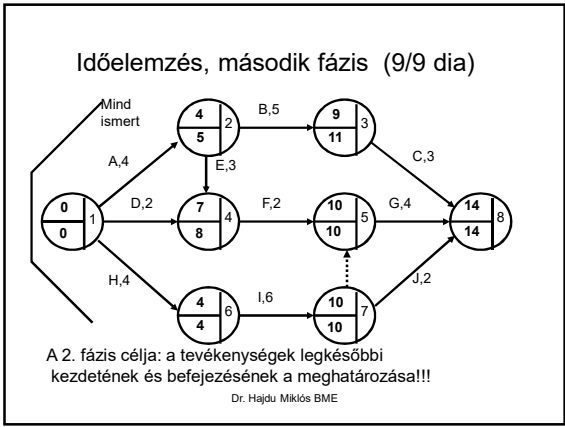 Időelemzés, második fázis (9/9 dia)
Mind
ismert
4
5
2
B,5
9
11
3
A,4
E,3
C,3
0
0
1
D,2
7
8
4
F,2
10
10
5
G,4
14
14
8
H,4
4
4
6
I,6
10
10
7
J,2
A 2. fázis célja: a tevékenységek legkésőbbi
kezdetének és befejezésének a meghatározása!!!
Dr. Hajdu Miklós BME